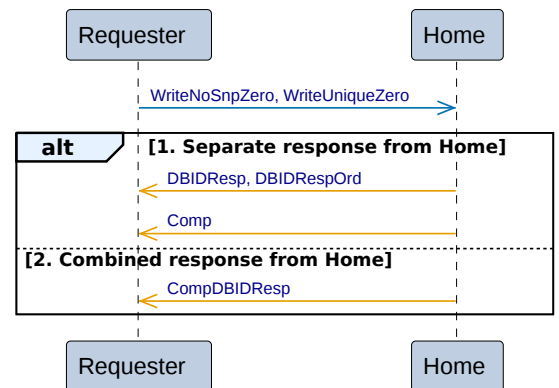 Requester
Home
WriteNoSnpZero, WriteUniqueZero
alt
[1. Separate response from Home]
DBIDResp, DBIDRespOrd
Comp
[2. Combined response from Home]
CompDBIDResp
Requester
Home